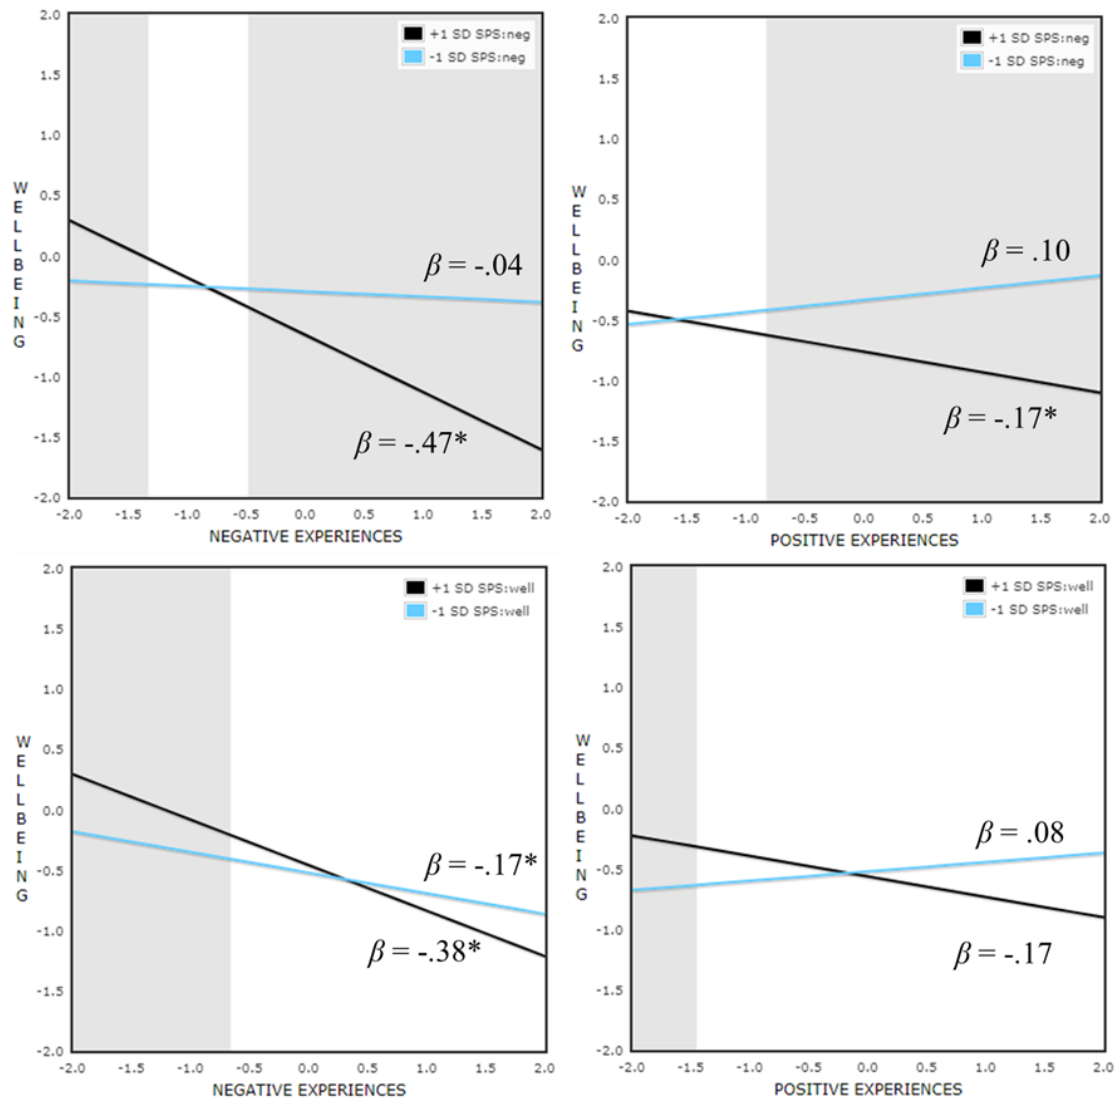 +1 SD SPS:neg
-1 SD SPS:neg
2.0
1.5
1.0
0.5
0.0
-0.5
-1.0
-1.5
-2.0
WELLBEING
β = -.04
β = -.47*
-2.0 -1.5 -1.0 -0.5 0.0 0.5 1.0 1.5 2.0
NEGATIVE EXPERIENCES
+1 SD SPS:neg
-1 SD SPS:neg
2.0
1.5
1.0
0.5
0.0
-0.5
-1.0
-1.5
-2.0
WELLBEING
β = .10
β = -.17*
-2.0 -1.5 -1.0 -0.5 0.0 0.5 1.0 1.5 2.0
POSITIVE EXPERIENCES
+1 SD SPS:well
-1 SD SPS:well
2.0
1.5
1.0
0.5
0.0
-0.5
-1.0
-1.5
-2.0
WELLBEING
β = -.17*
β = -.38*
-2.0 -1.5 -1.0 -0.5 0.0 0.5 1.0 1.5 2.0
NEGATIVE EXPERIENCES
+1 SD SPS:well
-1 SD SPS:well
2.0
1.5
1.0
0.5
0.0
-0.5
-1.0
-1.5
-2.0
WELLBEING
β = .08
β = -.17
-2.0 -1.5 -1.0 -0.5 0.0 0.5 1.0 1.5 2.0
POSITIVE EXPERIENCES